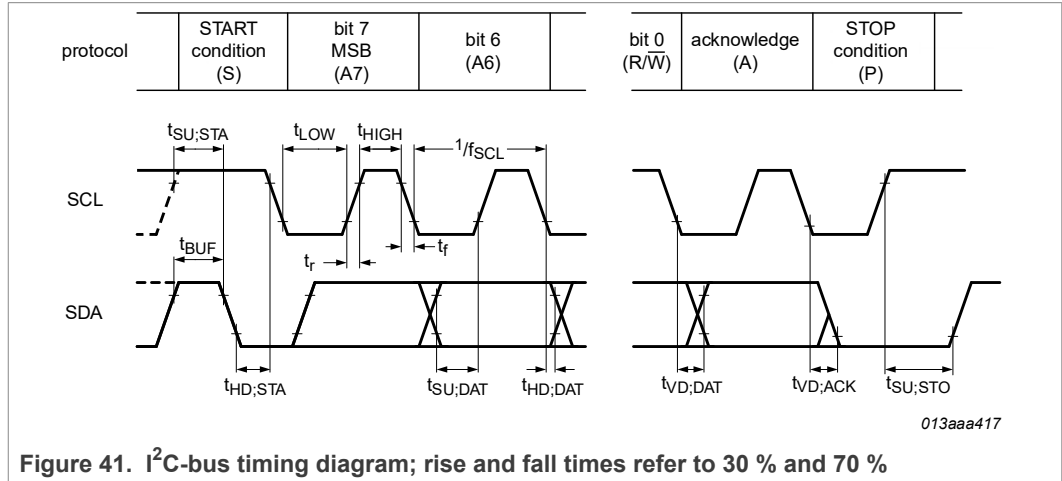 protocol
START condition (S)
bit 7 MSB (A7)
bit 6 (A6)
bit 0 (R/W̅)
acknowledge (A)
STOP condition (P)
tSU;STA
tLOW
tHIGH
1/fSCL
SCL
tBUF
tr
tf
SDA
tHD;STA
tSU;DAT
tHD;DAT
tVD;DAT
tVD;ACK
tSU;STO
013aaa417
Figure 41. I²C-bus timing diagram; rise and fall times refer to 30 % and 70 %